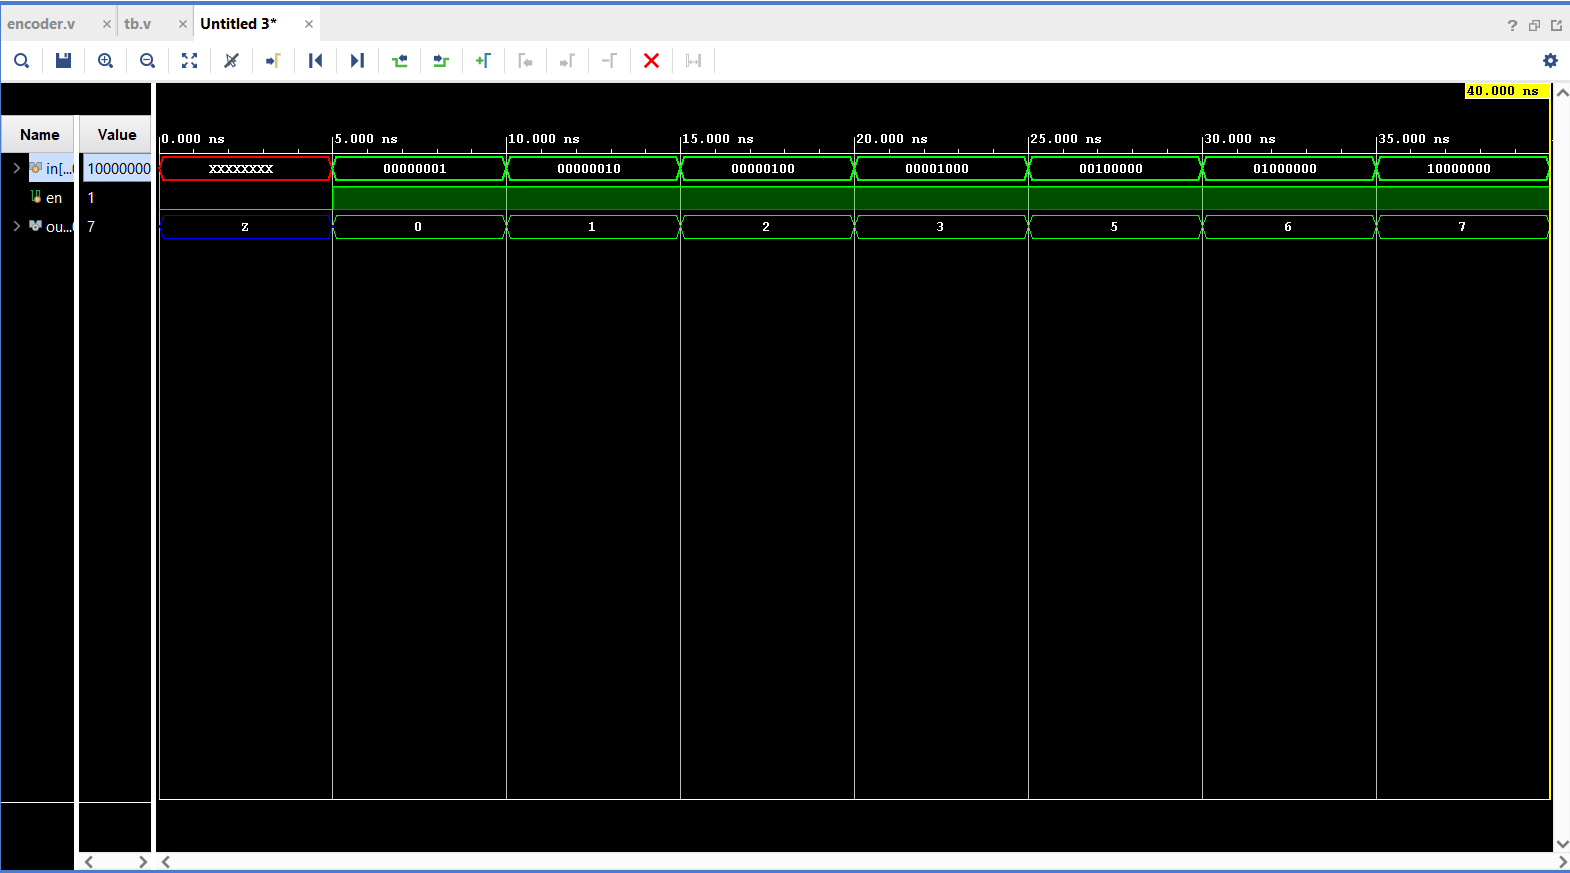 encoder.v × tb.v × Untitled 3* ×
?
40.000 ns
Name Value
0.000 ns 5.000 ns 10.000 ns 15.000 ns 20.000 ns 25.000 ns 30.000 ns 35.000 ns
in[... 10000000 XXXXXXXX 00000001 00000010 00000100 00001000 00100000 01000000 10000000
en 1
ou... 7 Z 0 1 2 3 5 6 7